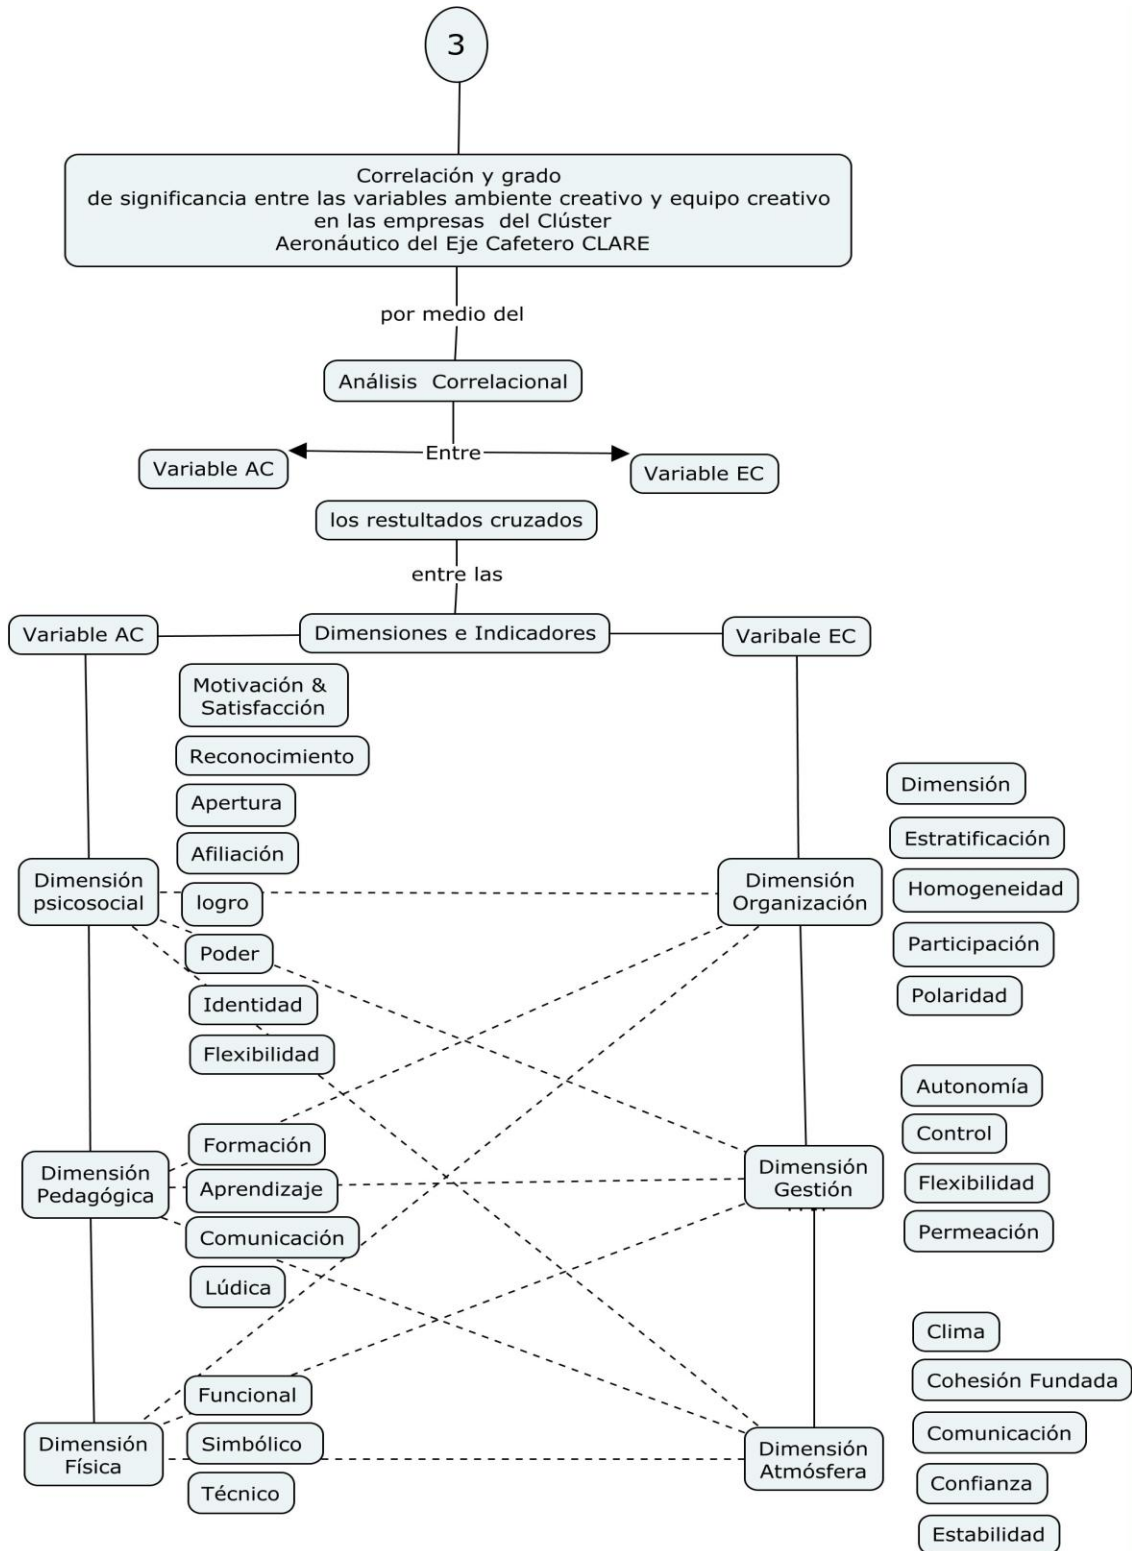 3
Correlación y grado
de significancia entre las variables ambiente creativo y equipo creativo
en las empresas del Clúster
Aeronáutico del Eje Cafetero CLARE
por medio del
Análisis Correlacional
Entre
Variable AC
Variable EC
los restultados cruzados
entre las
Variable AC
Dimensiones e Indicadores
Varibale EC
Motivación &
Satisfacción
Reconocimiento
Apertura
Afiliación
Dimensión
psicosocial
logro
Poder
Identidad
Flexibilidad
Dimensión
Organización
Dimensión
Estratificación
Homogeneidad
Participación
Polaridad
Dimensión
Pedagógica
Formación
Aprendizaje
Comunicación
Lúdica
Dimensión
Gestión
Autonomía
Control
Flexibilidad
Permeación
Dimensión
Física
Funcional
Simbólico
Técnico
Dimensión
Atmósfera
Clima
Cohesión Fundada
Comunicación
Confianza
Estabilidad